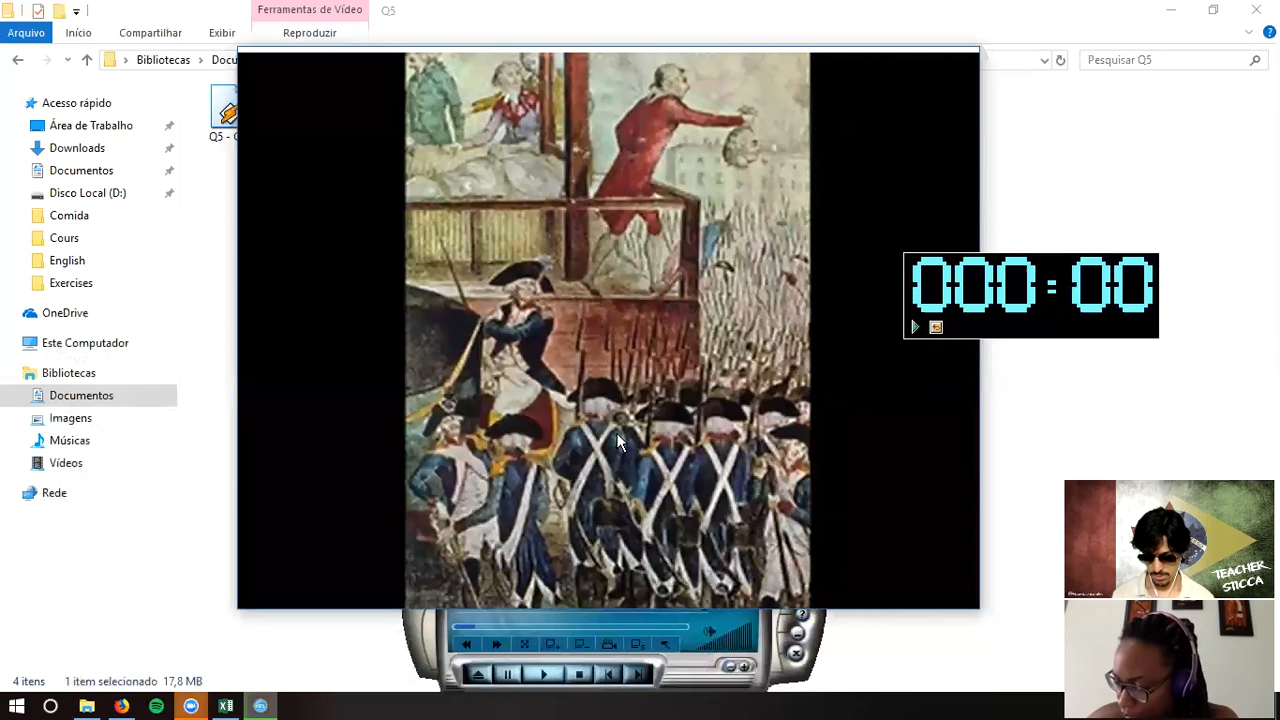 Ferramentas de Vídeo
Q5
Arquivo
Início
Compartilhar
Exibir
Reproduzir
Bibliotecas
Docu
Pesquisar Q5
Acesso rápido
Área de Trabalho
Downloads
Documentos
Disco Local (D:)
Comida
Cours
English
Exercises
OneDrive
Este Computador
Bibliotecas
Documentos
Imagens
Músicas
Vídeos
Rede
Q5 -
000:00
TEACHER
STICCA
4 itens
1 item selecionado 17,8 MB